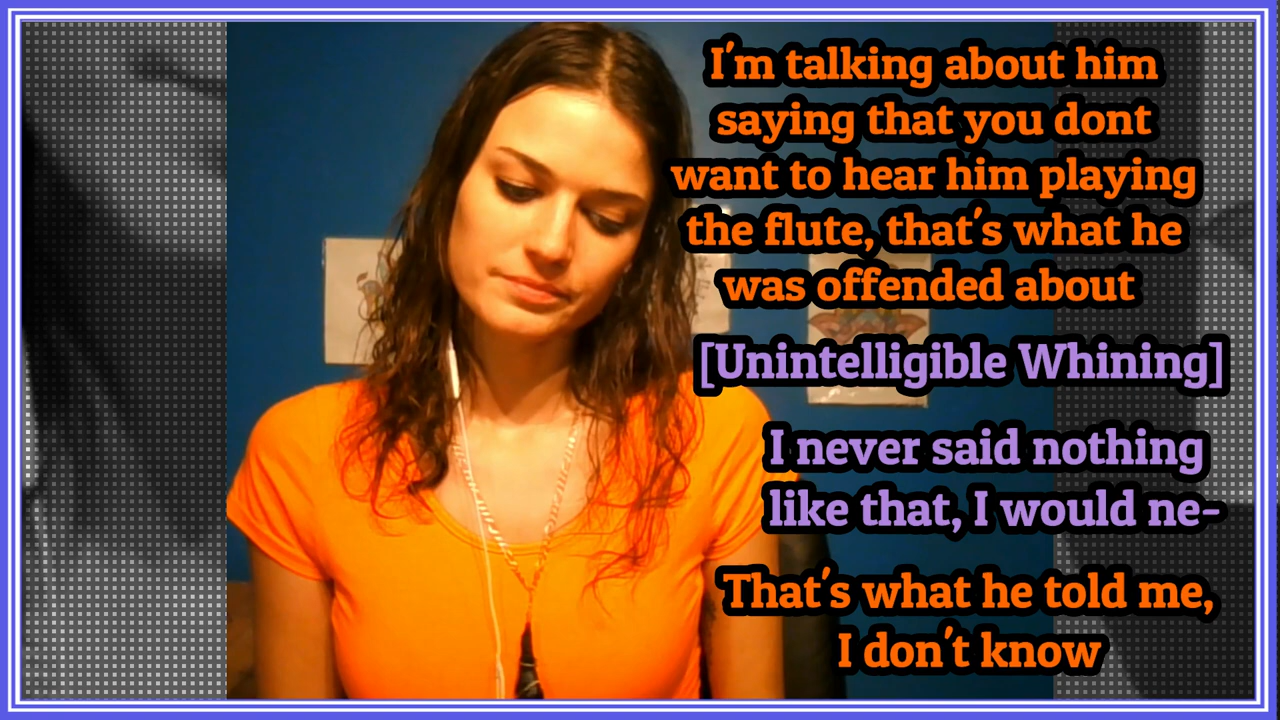 I'm talking about him
saying that you dont
want to hear him playing
the flute, that's what he
was offended about
[Unintelligible Whining]
I never said nothing
like that, I would ne-
That's what he told me,
I don't know